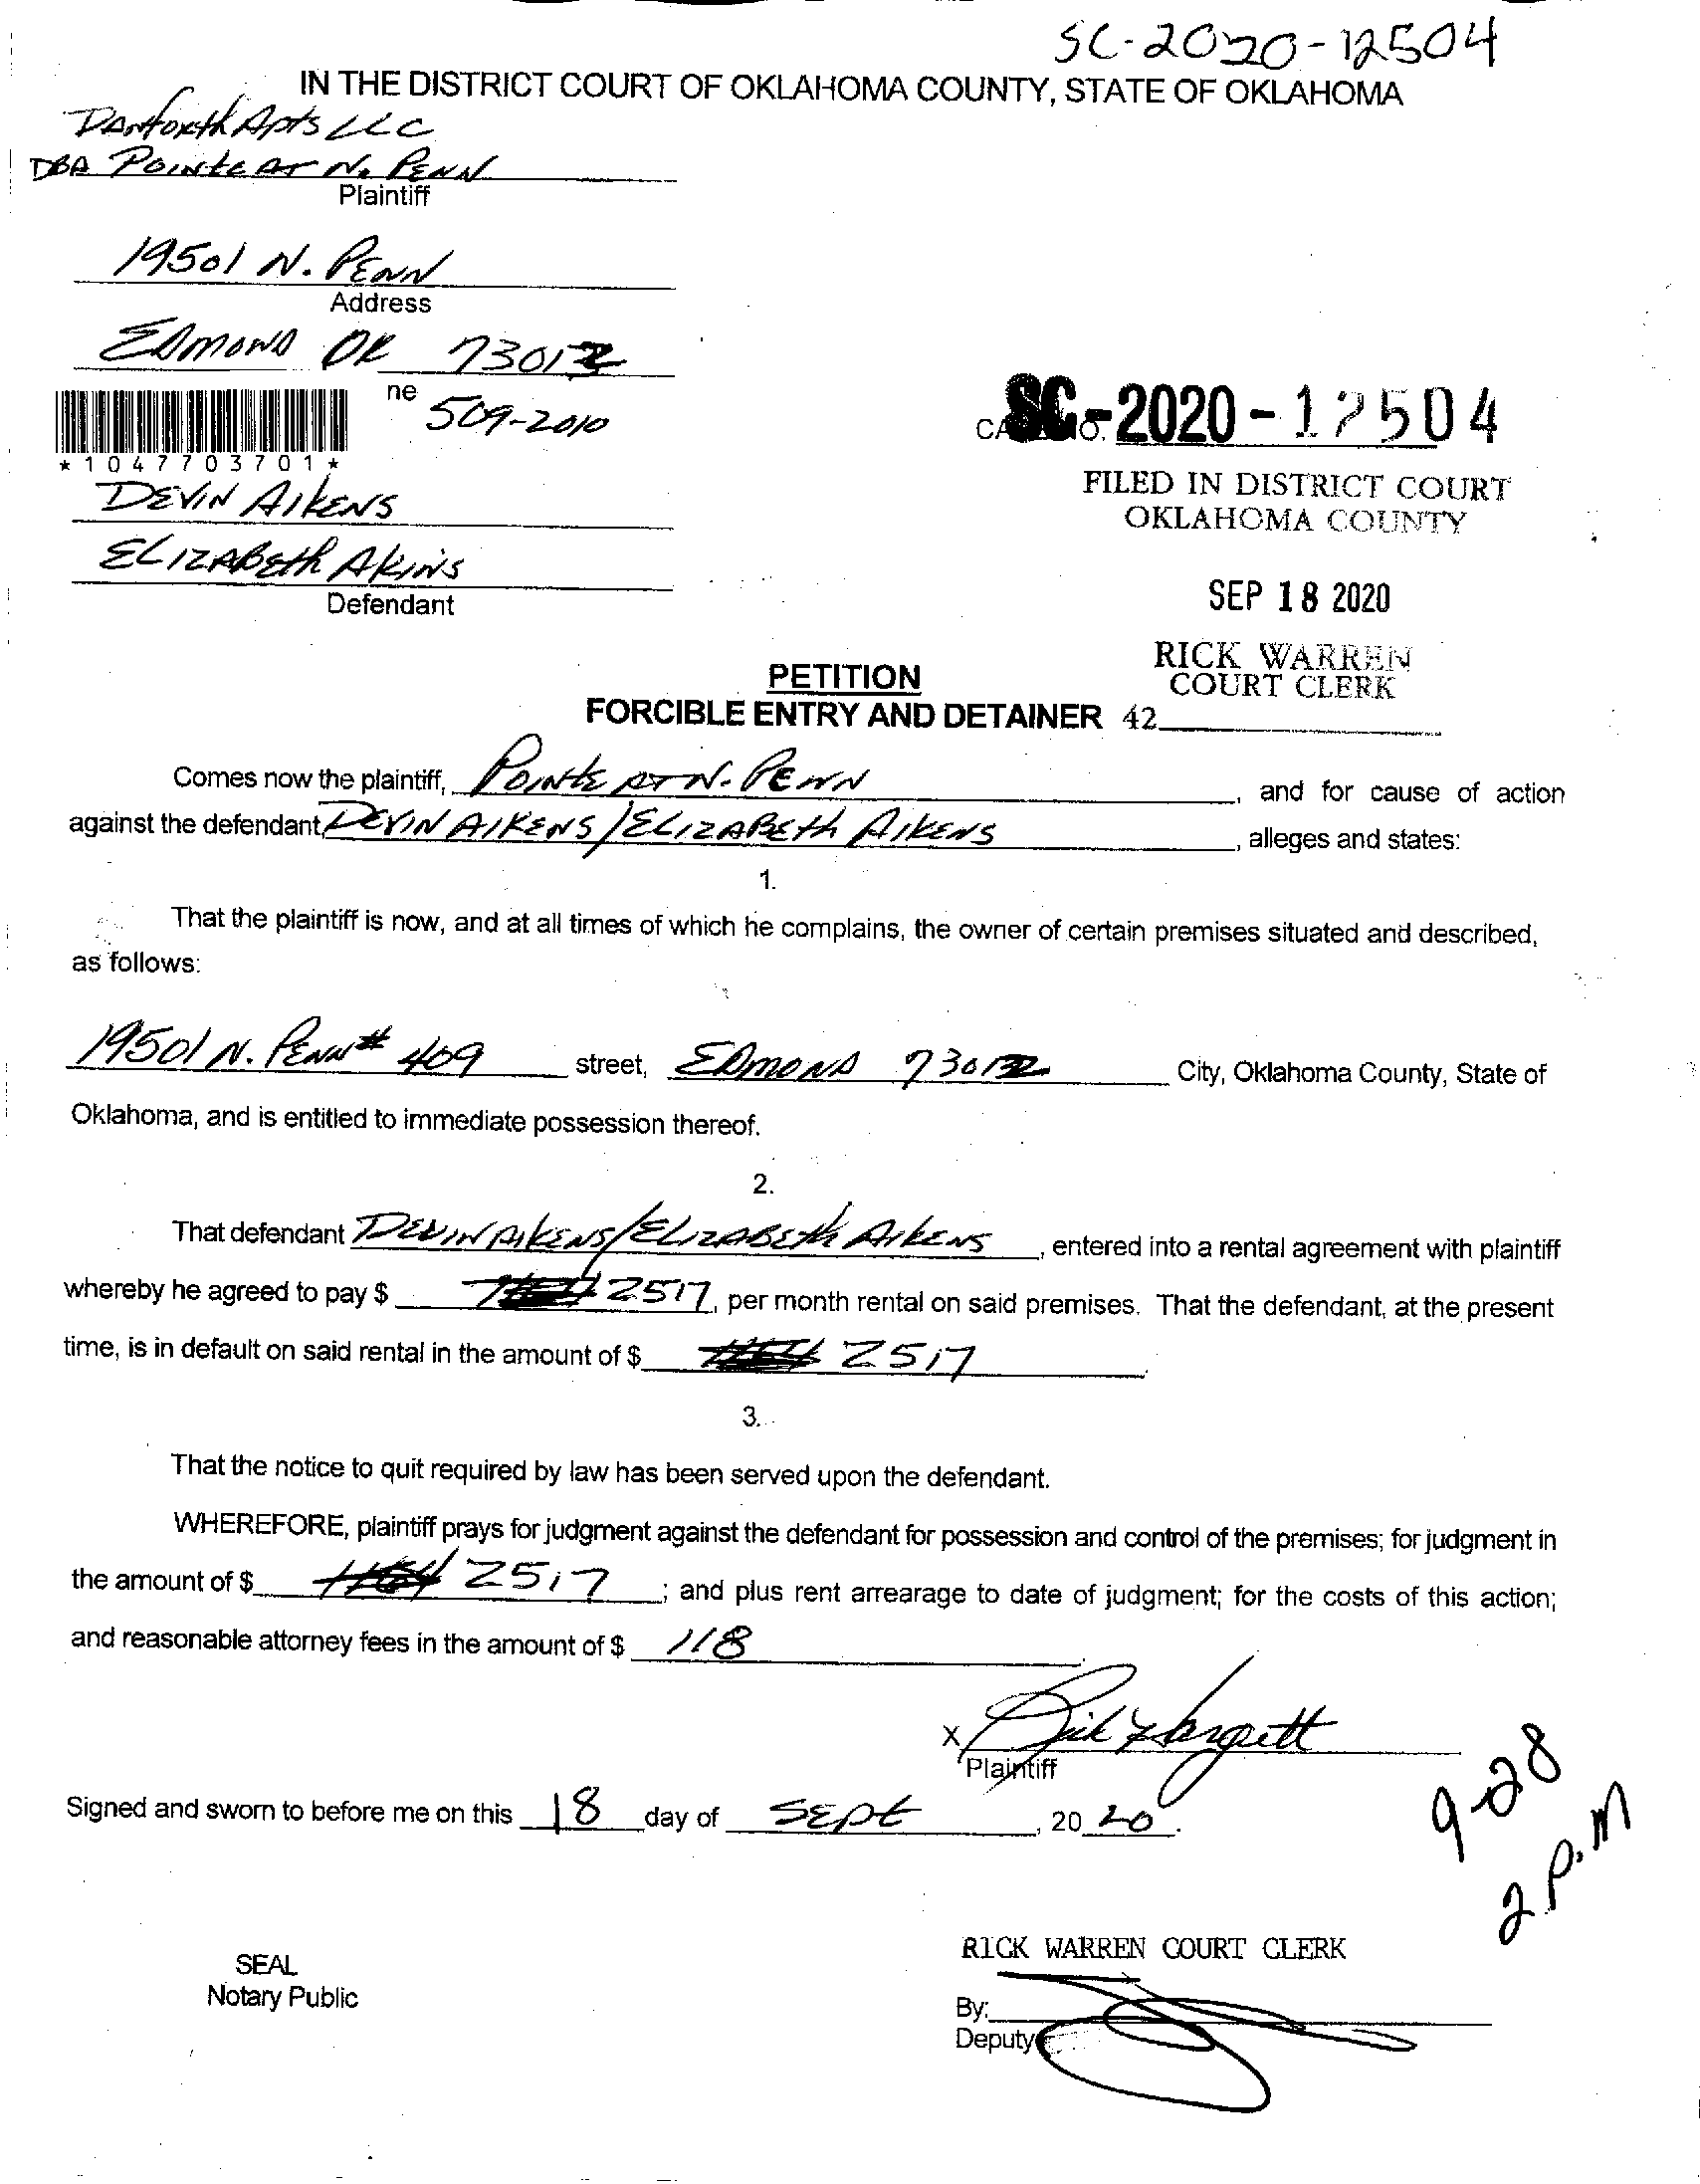 SC-2020-12504
IN THE DISTRICT COURT OF OKLAHOMA COUNTY, STATE OF OKLAHOMA
Danforth Apts LLC
DBA Pointe at N. Penn
Plaintiff
19501 N. Penn
Address
Edmond OK 73012
ne 509-2010
SC-2020-12504
*1047703701*
FILED IN DISTRICT COURT
OKLAHOMA COUNTY
Devin Aikens
Elizabeth Akins
Defendant
SEP 18 2020
RICK WARREN
COURT CLERK
PETITION
FORCIBLE ENTRY AND DETAINER 42
Comes now the plaintiff, Pointe at N. Penn, and for cause of action
against the defendant Devin Aikens/Elizabeth Aikens, alleges and states:
1.
That the plaintiff is now, and at all times of which he complains, the owner of certain premises situated and described,
as follows:
19501 N. Penn # 409 street, Edmond 73012 City, Oklahoma County, State of
Oklahoma, and is entitled to immediate possession thereof.
2.
That defendant Devin Aikens/Elizabeth Aikens, entered into a rental agreement with plaintiff
whereby he agreed to pay $ 2517, per month rental on said premises. That the defendant, at the present
time, is in default on said rental in the amount of $ 2517.
3.
That the notice to quit required by law has been served upon the defendant.
WHEREFORE, plaintiff prays for judgment against the defendant for possession and control of the premises; for judgment in
the amount of $ 2517; and plus rent arrearage to date of judgment; for the costs of this action;
and reasonable attorney fees in the amount of $ 118.
X Rick Hargett
Plaintiff
Signed and sworn to before me on this 18 day of Sept, 2020.
9-28
2 P.M
RICK WARREN COURT CLERK
SEAL
Notary Public
By:
Deputy